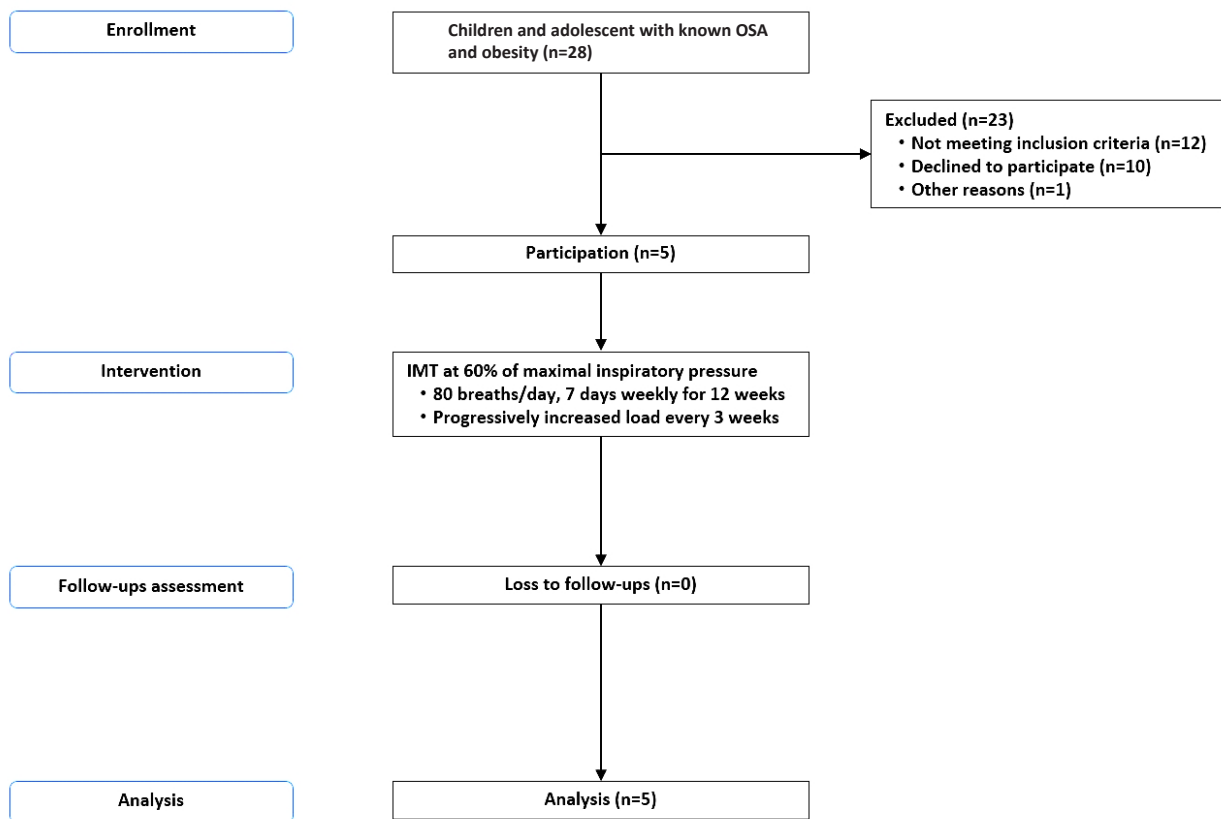 Enrollment
Children and adolescent with known OSA
and obesity (n=28)
Excluded (n=23)
• Not meeting inclusion criteria (n=12)
• Declined to participate (n=10)
• Other reasons (n=1)
Participation (n=5)
Intervention
IMT at 60% of maximal inspiratory pressure
• 80 breaths/day, 7 days weekly for 12 weeks
• Progressively increased load every 3 weeks
Follow-ups assessment
Loss to follow-ups (n=0)
Analysis
Analysis (n=5)